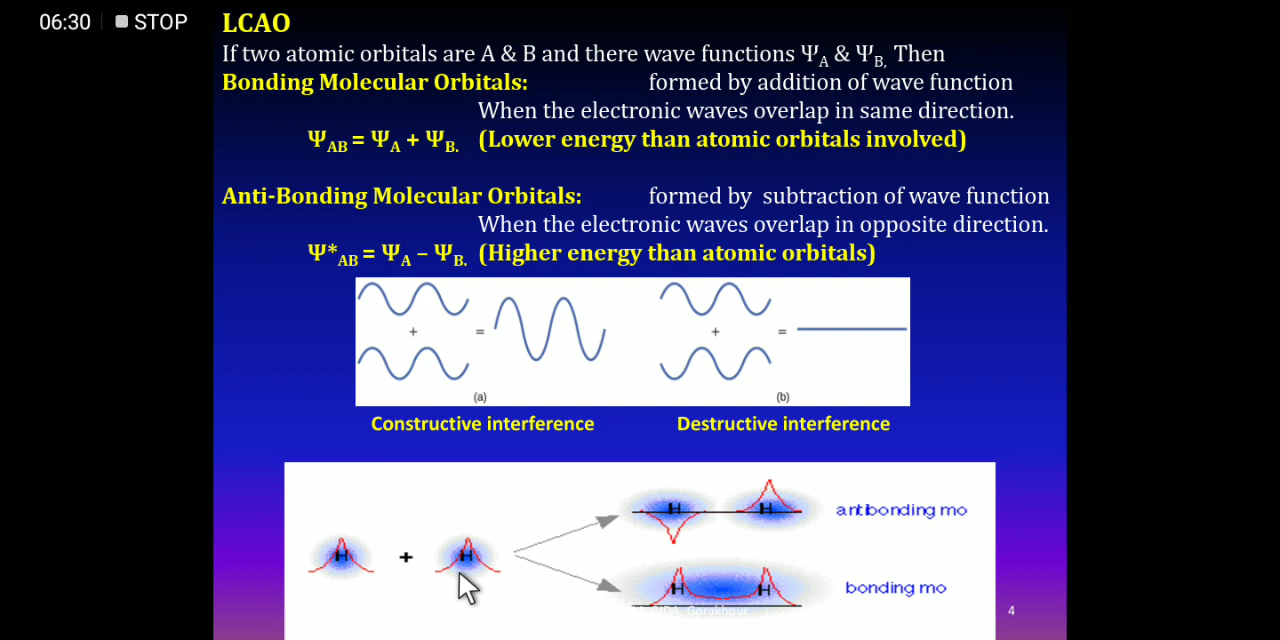 06:30 STOP
LCAO
If two atomic orbitals are A & B and there wave functions ΨA & ΨB, Then
Bonding Molecular Orbitals: formed by addition of wave function
When the electronic waves overlap in same direction.
ΨAB = ΨA + ΨB. (Lower energy than atomic orbitals involved)
Anti-Bonding Molecular Orbitals: formed by subtraction of wave function
When the electronic waves overlap in opposite direction.
Ψ*AB = ΨA – ΨB. (Higher energy than atomic orbitals)
+ = + =
(a) (b)
Constructive interference Destructive interference
H H antibonding mo
H + H
H H bonding mo
GIDA, Gorakhpur 4